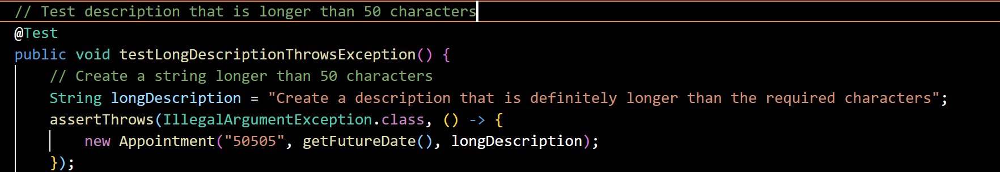 // Test description that is longer than 50 characters
@Test
public void testLongDescriptionThrowsException() {
// Create a string longer than 50 characters
String longDescription = "Create a description that is definitely longer than the required characters";
assertThrows(IllegalArgumentException.class, () -> {
new Appointment("50505", getFutureDate(), longDescription);
});